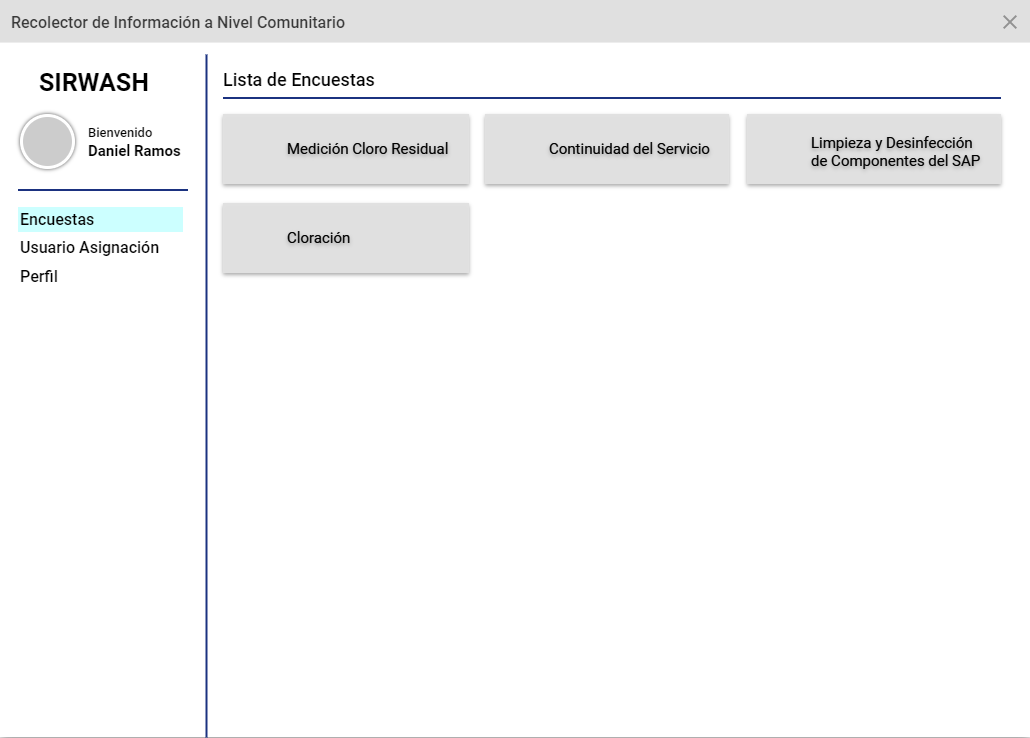 Recolector de Información a Nivel Comunitario
SIRWASH
Bienvenido
Daniel Ramos
Encuestas
Usuario Asignación
Perfil
Lista de Encuestas
Medición Cloro Residual
Continuidad del Servicio
Limpieza y Desinfección
de Componentes del SAP
Cloración